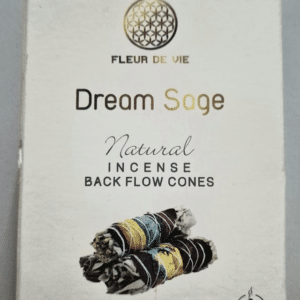 FLEUR DE VIE
Dream Sage
Natural
INCENSE
BACK FLOW CONES